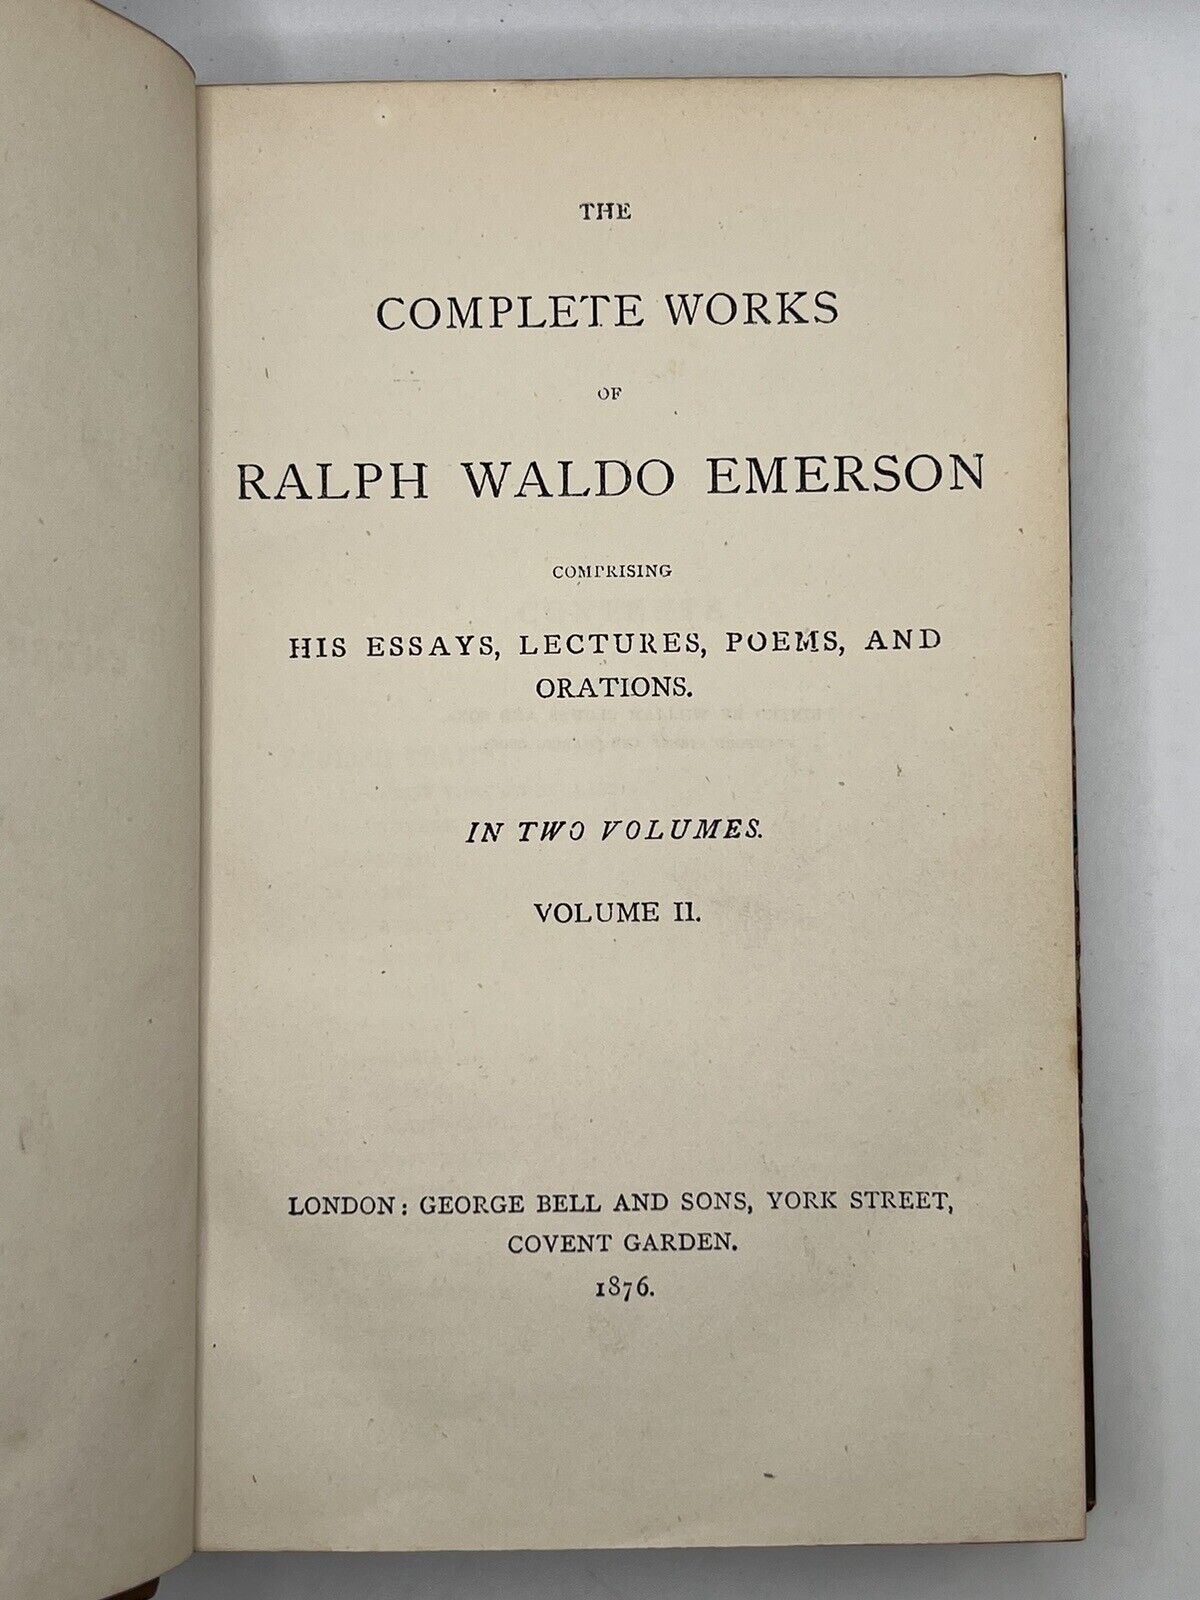 THE
COMPLETE WORKS
OF
RALPH WALDO EMERSON
COMPRISING
HIS ESSAYS, LECTURES, POEMS, AND
ORATIONS.
IN TWO VOLUMES.
VOLUME II.
LONDON: GEORGE BELL AND SONS, YORK STREET,
COVENT GARDEN.
1876.